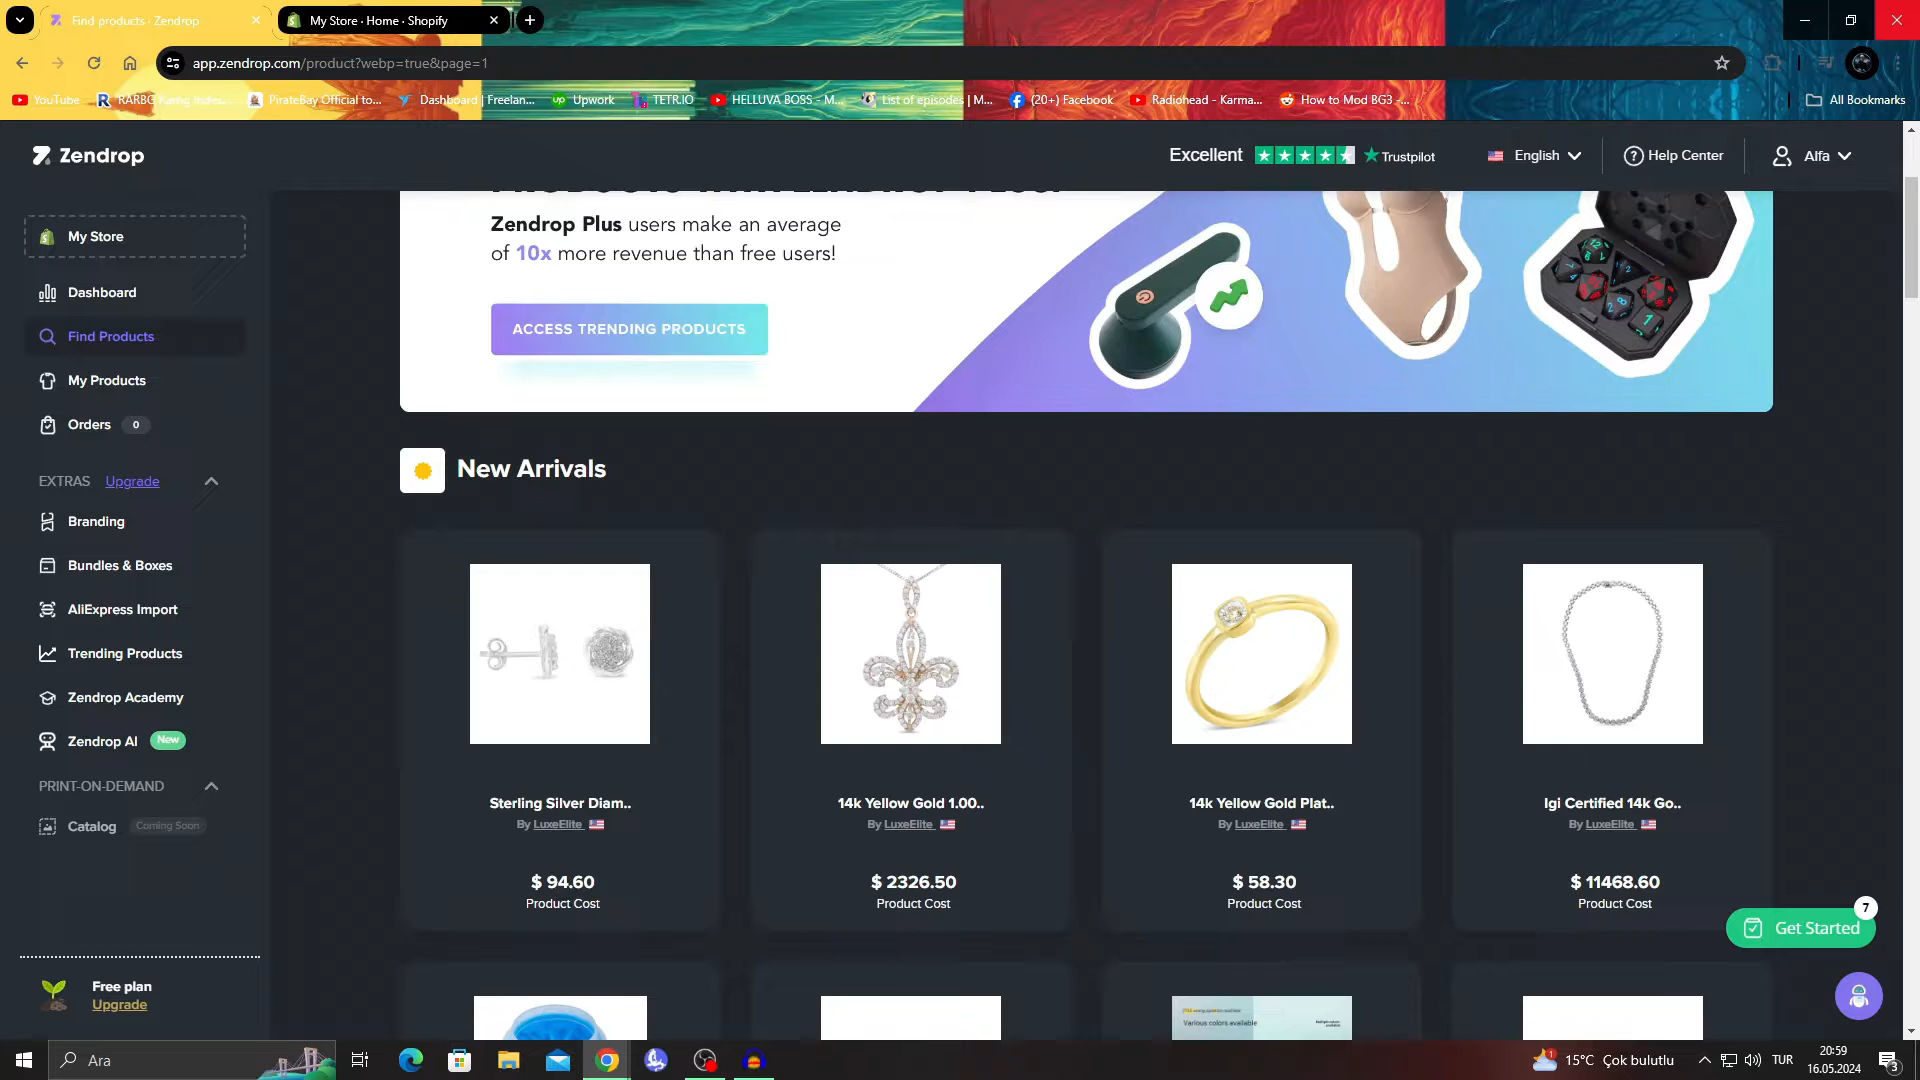 Find products - Zendrop
My Store · Home · Shopify
app.zendrop.com/product?webp=true&page=1
YouTube
RARBG
PirateBay Official to...
Dashboard | Freelan...
Upwork
TETR.IO
HELLUVA BOSS - M...
List of episodes | M...
(20+) Facebook
Radiohead - Karma...
How to Mod BG3 -...
All Bookmarks
Zendrop
Excellent
Trustpilot
English
Help Center
Alfa
My Store
Dashboard
Find Products
My Products
Orders 0
EXTRAS Upgrade
Branding
Bundles & Boxes
AliExpress Import
Trending Products
Zendrop Academy
Zendrop AI New
PRINT-ON-DEMAND
Catalog Coming Soon
Free plan
Upgrade
Zendrop Plus users make an average
of 10x more revenue than free users!
ACCESS TRENDING PRODUCTS
New Arrivals
Sterling Silver Diam..
By LuxeElite
$ 94.60
Product Cost
14k Yellow Gold 1.00..
By LuxeElite
$ 2326.50
Product Cost
14k Yellow Gold Plat..
By LuxeElite
$ 58.30
Product Cost
Igi Certified 14k Go..
By LuxeElite
$ 11468.60
Product Cost
Various colors available
7
Get Started
Ara
15°C Çok bulutlu
TUR
20:59
16.05.2024
3